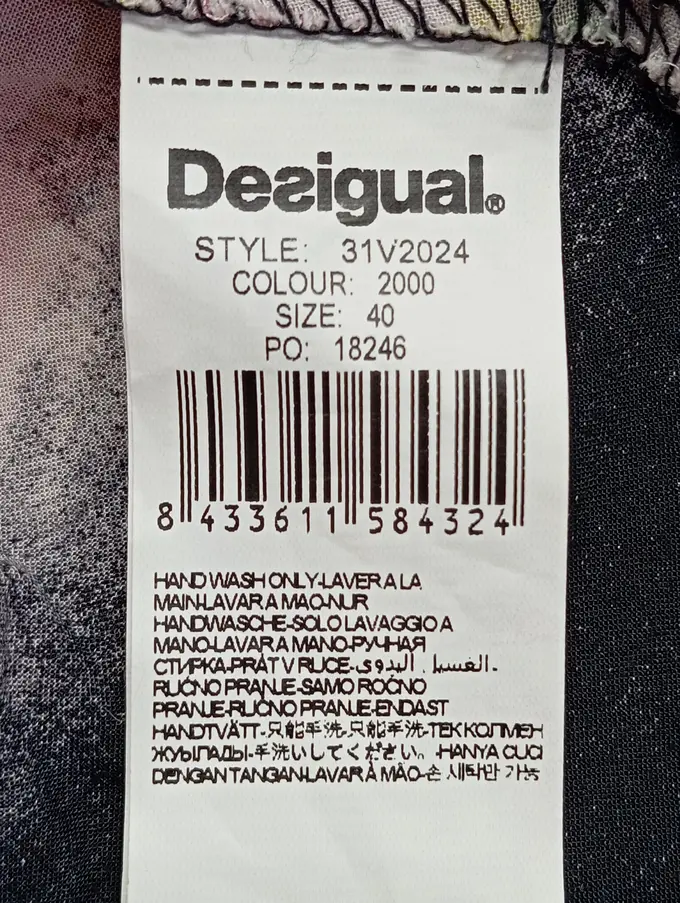 Desigual®
STYLE: 31V2024
COLOUR: 2000
SIZE: 40
PO: 18246
8 433611 584324
HAND WASH ONLY-LAVER A LA
MAIN-LAVAR A MAO-NUR
HANDWASCHE-SOLO LAVAGGIO A
MANO-LAVAR A MANO-РУЧНАЯ
СТИРКА-PRÁT V RUCE-الغسيل اليدوي.-
RUČNO PRANJE-SAMO ROČNO
PRANJE-RUČNO PRANJE-ENDAST
HANDTVÄTT-只能手洗-只能手洗-ТЕК КОЛМЕН
ЖУЫЛАДЫ-手洗いしてください。-HANYA CUCI
DENGAN TANGAN-LAVAR À MÃO-손 세탁만 가능